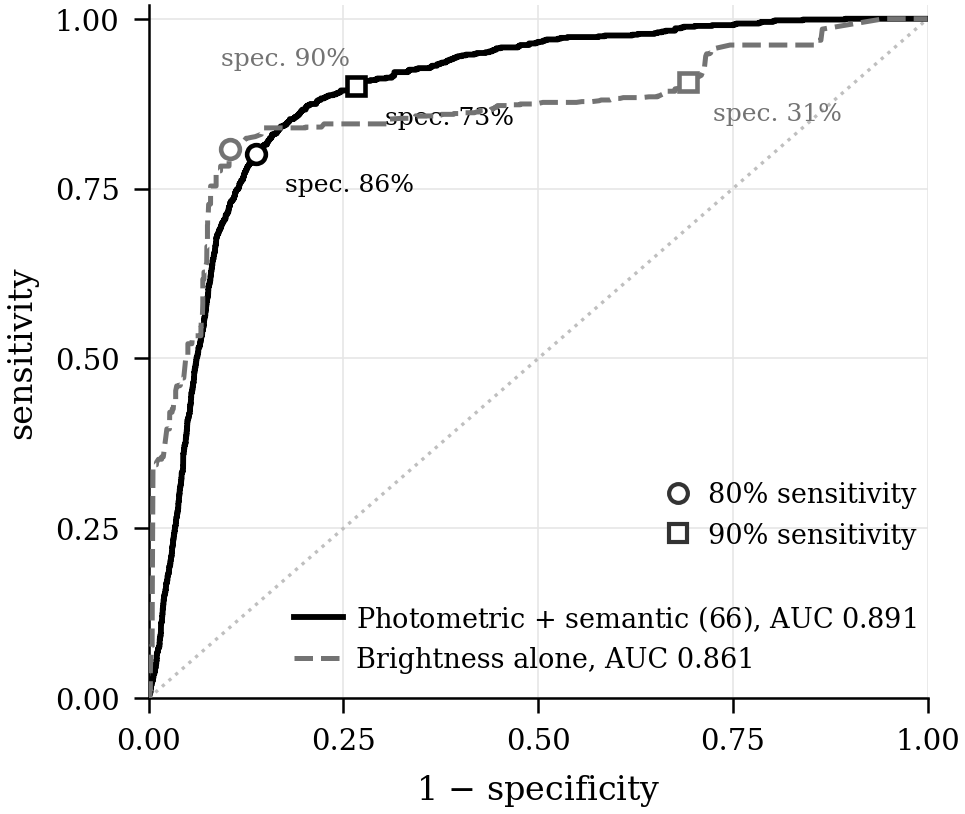 1.00
spec. 90%
spec. 73%
spec. 31%
0.75
spec. 86%
sensitivity
0.50
80% sensitivity
90% sensitivity
0.25
Photometric + semantic (66), AUC 0.891
Brightness alone, AUC 0.861
0.00
0.00 0.25 0.50 0.75 1.00
1 − specificity